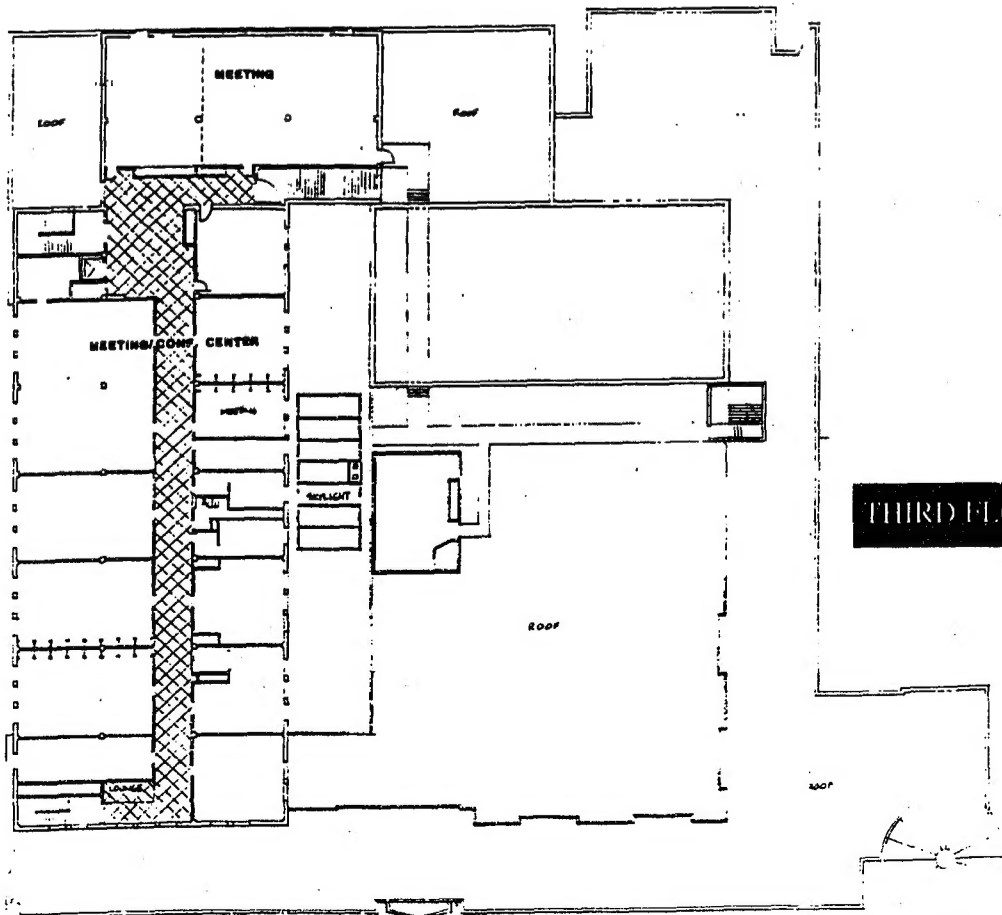 MEETING
ROOF
ROOF
MEETING/CONF CENTER
SKYLIGHT
THIRD FL
ROOF
ROOF
LOUNGE